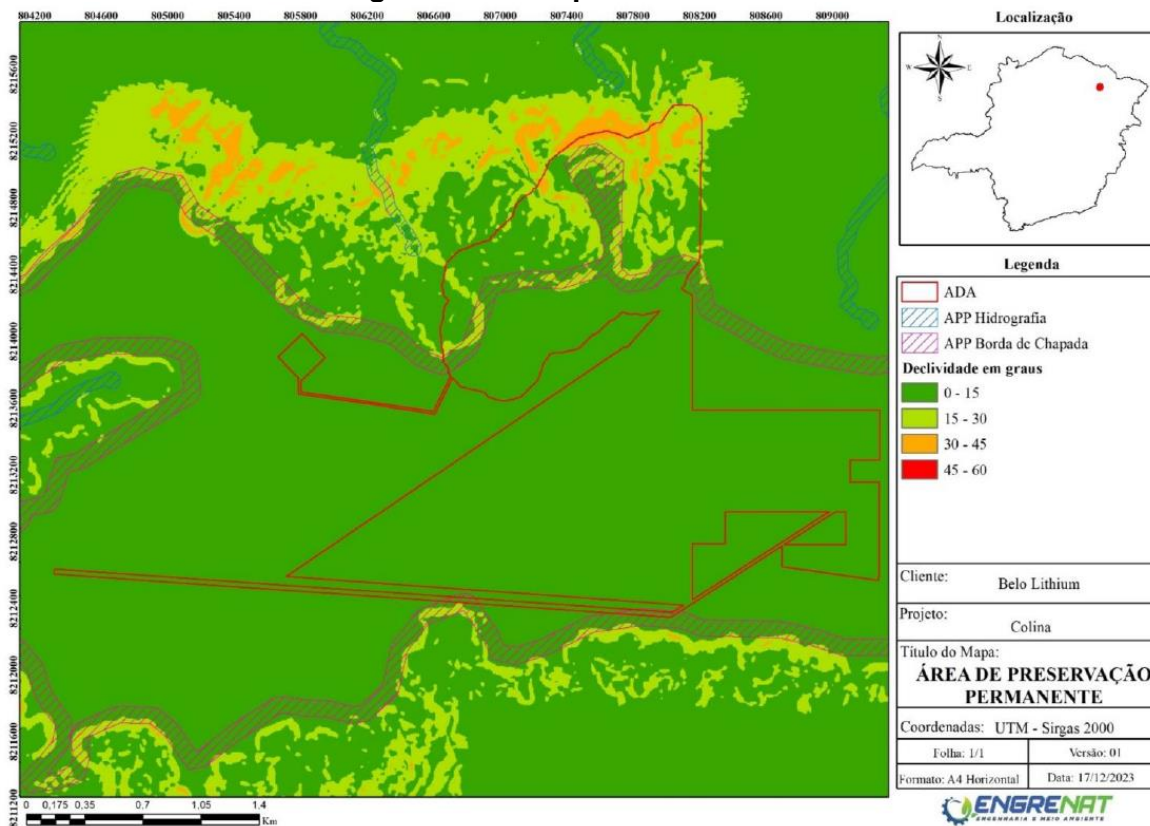 804200 804600 805000 805400 805800 806200 806600 807000 807400 807800 808200 808600 809000
8215600
8215200
8214800
8214400
8214000
8213600
8213200
8212800
8212400
8212000
8211600
8211200
0 0,175 0,35 0,7 1,05 1,4
Km
Localização
N
W E
S
Legenda
ADA
APP Hidrografia
APP Borda de Chapada
Declividade em graus
0 - 15
15 - 30
30 - 45
45 - 60
Cliente: Belo Lithium
Projeto: Colina
Título do Mapa:
ÁREA DE PRESERVAÇÃO
PERMANENTE
Coordenadas: UTM - Sirgas 2000
Folha: 1/1 Versão: 01
Formato: A4 Horizontal Data: 17/12/2023
ENGRENAT
ENGENHARIA E MEIO AMBIENTE